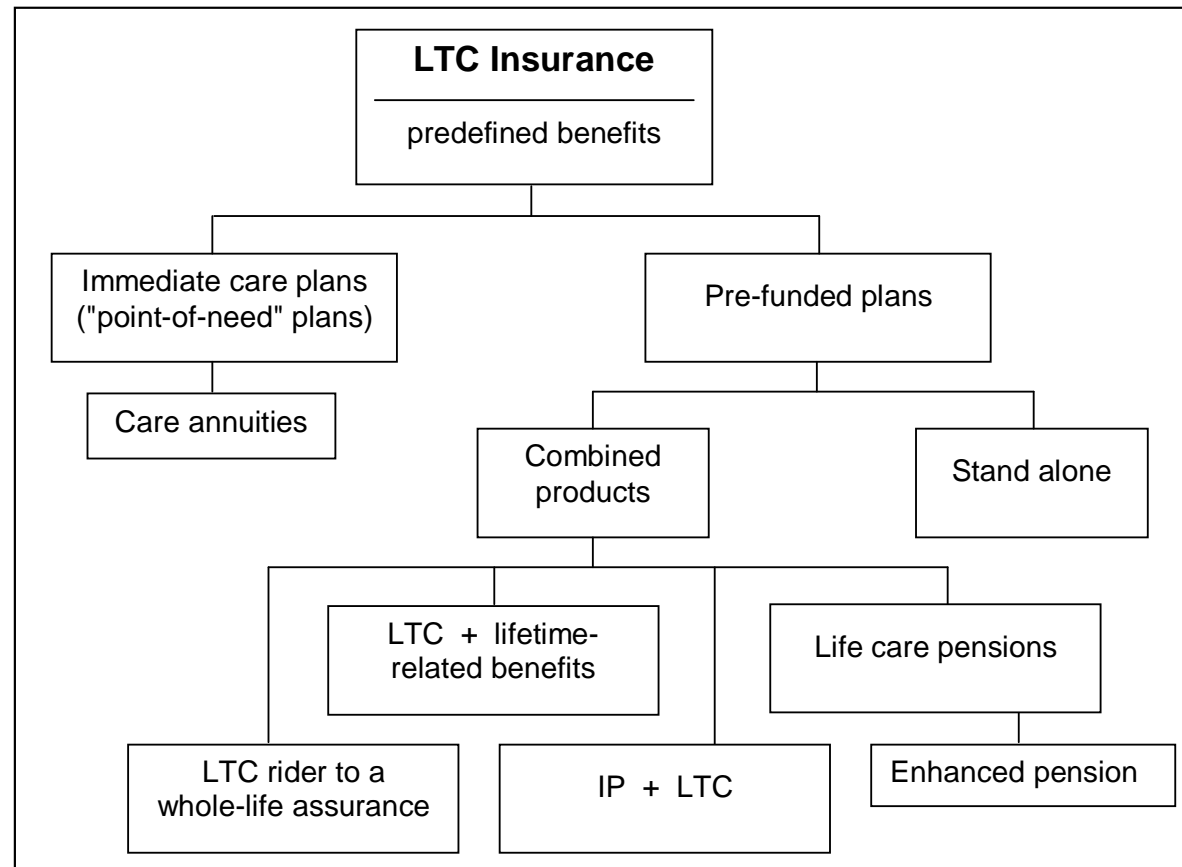 LTC Insurance
predefined benefits
Immediate care plans
("point-of-need" plans)
Pre-funded plans
Care annuities
Combined
products
Stand alone
LTC + lifetime-
related benefits
Life care pensions
LTC rider to a
whole-life assurance
IP + LTC
Enhanced pension